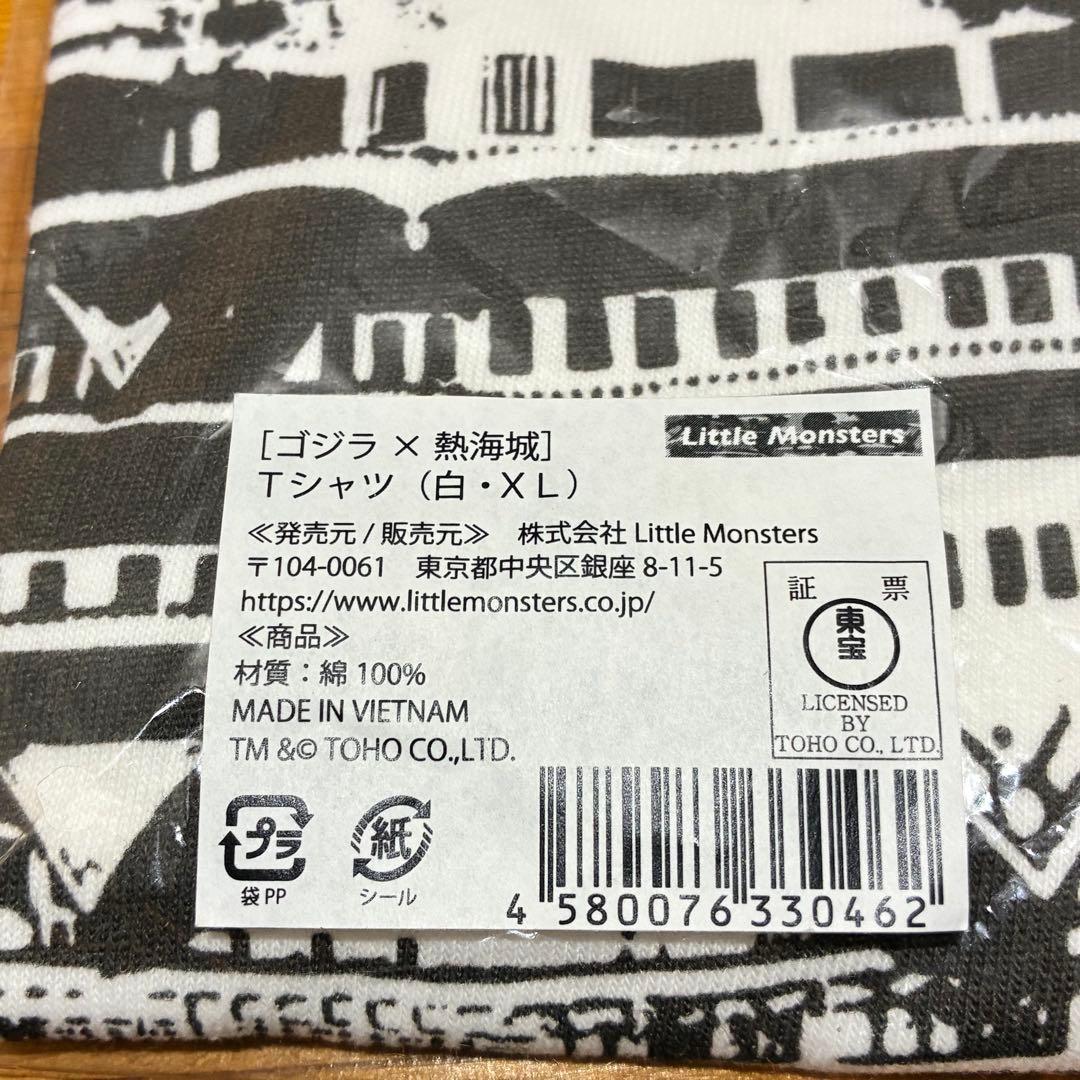 [ゴジラ × 熱海城]
Little Monsters
Tシャツ（白・XL）
≪発売元 / 販売元≫ 株式会社 Little Monsters
〒104-0061 東京都中央区銀座 8-11-5
https://www.littlemonsters.co.jp/
≪商品≫
材質：綿 100%
MADE IN VIETNAM
TM &© TOHO CO.,LTD.
証 票
東宝
LICENSED
BY
TOHO CO., LTD.
プラ
袋 PP
紙
シール
4 580076 330462